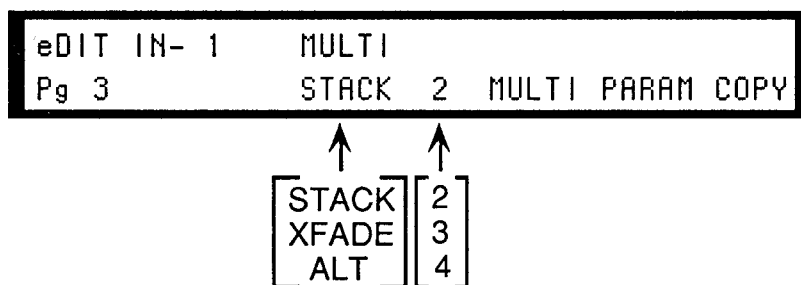 eDIT IN- 1 MULTI
Pg 3 STACK 2 MULTI PARAM COPY
STACK 2
XFADE 3
ALT 4